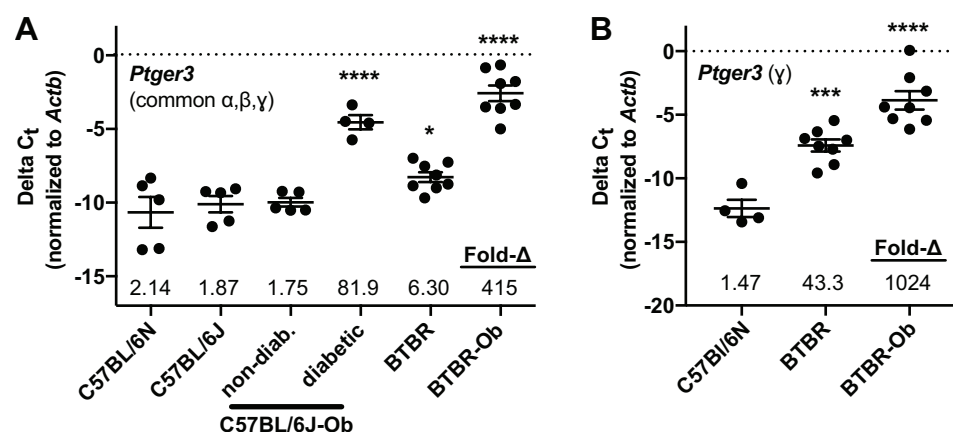 A
Delta Ct
(normalized to Actb)
0
-5
-10
-15
Ptger3
(common α,β,ɣ)
****
*
****
Fold-Δ
2.14 1.87 1.75 81.9 6.30 415
C57BL/6N
C57BL/6J
non-diab.
diabetic
BTBR
BTBR-Ob
C57BL/6J-Ob
B
Delta Ct
(normalized to Actb)
0
-5
-10
-15
-20
Ptger3 (ɣ)
***
****
Fold-Δ
1.47 43.3 1024
C57Bl/6N
BTBR
BTBR-Ob